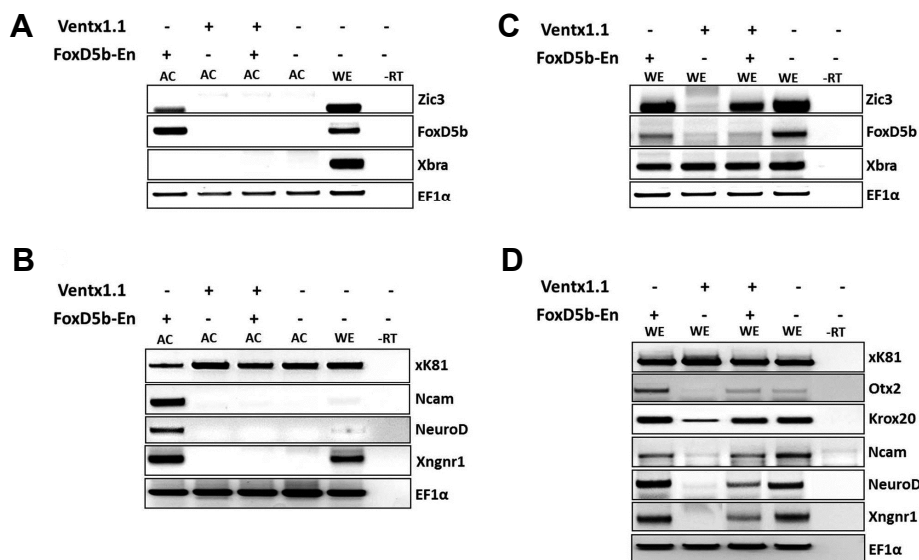 A
Ventx1.1 - + + - - -
FoxD5b-En + - + - - -
AC AC AC AC WE -RT
Zic3
FoxD5b
Xbra
EF1α
B
Ventx1.1 - + + - - -
FoxD5b-En + - + - - -
AC AC AC AC WE -RT
xK81
Ncam
NeuroD
Xngnr1
EF1α
C
Ventx1.1 - + + - -
FoxD5b-En + - + - -
WE WE WE WE -RT
Zic3
FoxD5b
Xbra
EF1α
D
Ventx1.1 - + + - -
FoxD5b-En + - + - -
WE WE WE WE -RT
xK81
Otx2
Krox20
Ncam
NeuroD
Xngnr1
EF1α